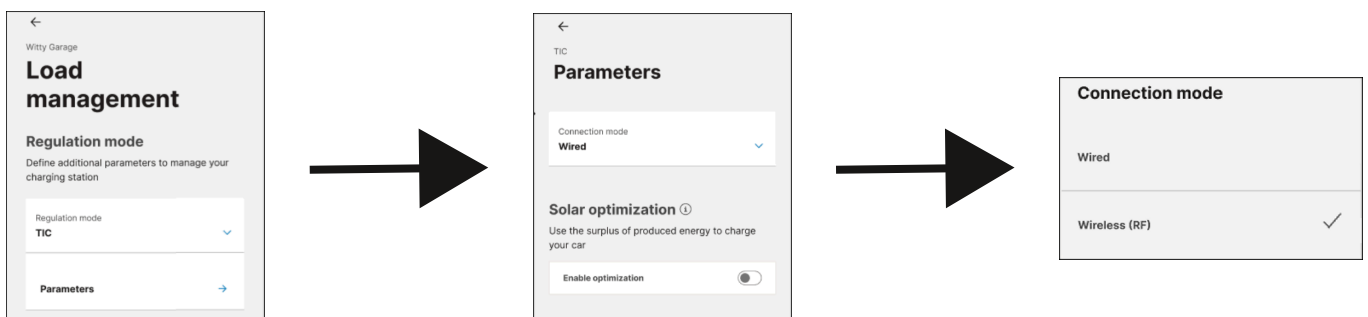 Witty Garage
Load
management
Regulation mode
Define additional parameters to manage your
charging station
Regulation mode
TIC
Parameters
TIC
Parameters
Connection mode
Wired
Solar optimization
Use the surplus of produced energy to charge
your car
Enable optimization
Connection mode
Wired
Wireless (RF)